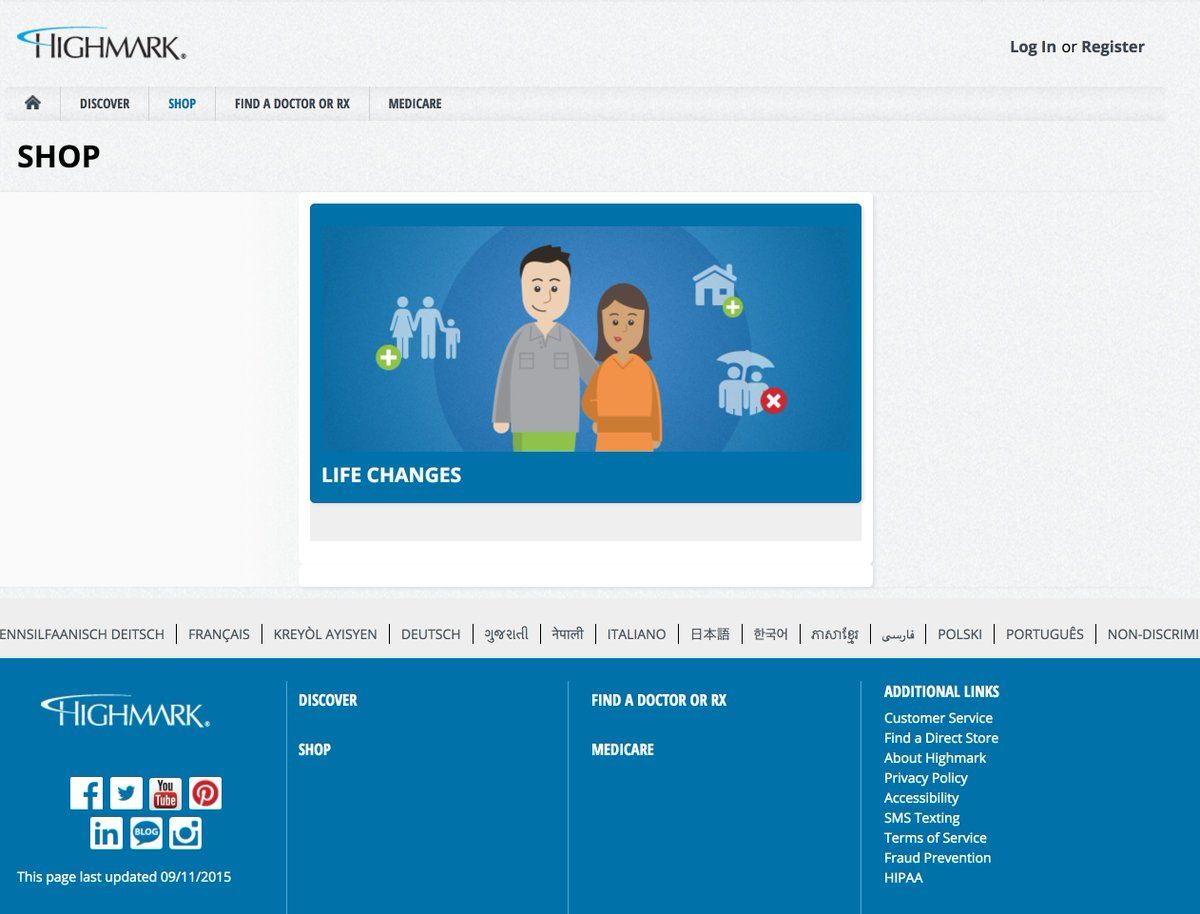 HIGHMARK®
Log In or Register
DISCOVER
SHOP
FIND A DOCTOR OR RX
MEDICARE
SHOP
LIFE CHANGES
ENNSILFAANISCH DEITSCH | FRANÇAIS | KREYÒL AYISYEN | DEUTSCH | ગુજરાતી | नेपाली | ITALIANO | 日本語 | 한국어 | ភាសាខ្មែរ | فارسی | POLSKI | PORTUGUÊS | NON-DISCRIMI
HIGHMARK®
You
Tube
in
BLOG
This page last updated 09/11/2015
DISCOVER
SHOP
FIND A DOCTOR OR RX
MEDICARE
ADDITIONAL LINKS
Customer Service
Find a Direct Store
About Highmark
Privacy Policy
Accessibility
SMS Texting
Terms of Service
Fraud Prevention
HIPAA